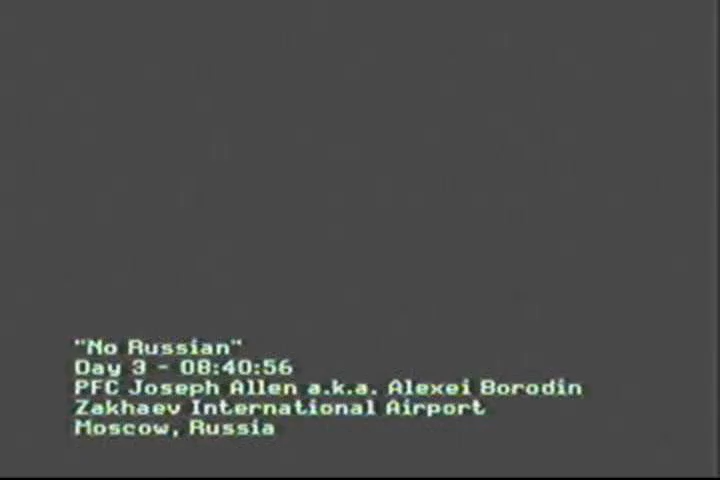 "No Russian"
Day 3 - 08:40:56
PFC Joseph Allen a.k.a. Alexei Borodin
Zakhaev International Airport
Moscow, Russia